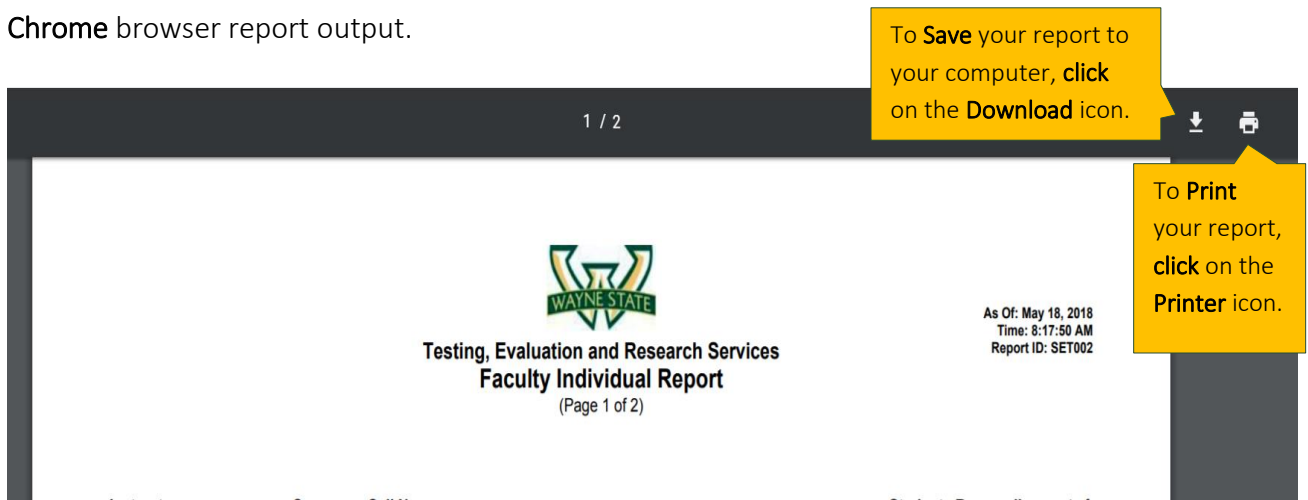 Chrome browser report output.
To Save your report to
your computer, click
on the Download icon.
1 / 2
To Print
your report,
click on the
Printer icon.
WAYNE STATE
As Of: May 18, 2018
Time: 8:17:50 AM
Report ID: SET002
Testing, Evaluation and Research Services
Faculty Individual Report
(Page 1 of 2)